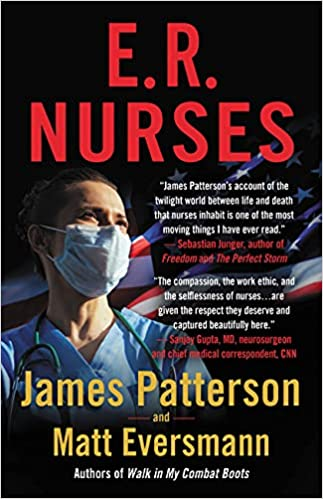 E.R.
NURSES
“James Patterson’s account of the
twilight world between life and death
that nurses inhabit is one of the most
moving things I have ever read.”
— Sebastian Junger, author of
Freedom and The Perfect Storm
“The compassion, the work ethic, and
the selflessness of nurses…are
given the respect they deserve and
captured beautifully here.”
— Sanjay Gupta, MD, neurosurgeon
and chief medical correspondent, CNN
James Patterson
and
Matt Eversmann
Authors of Walk in My Combat Boots